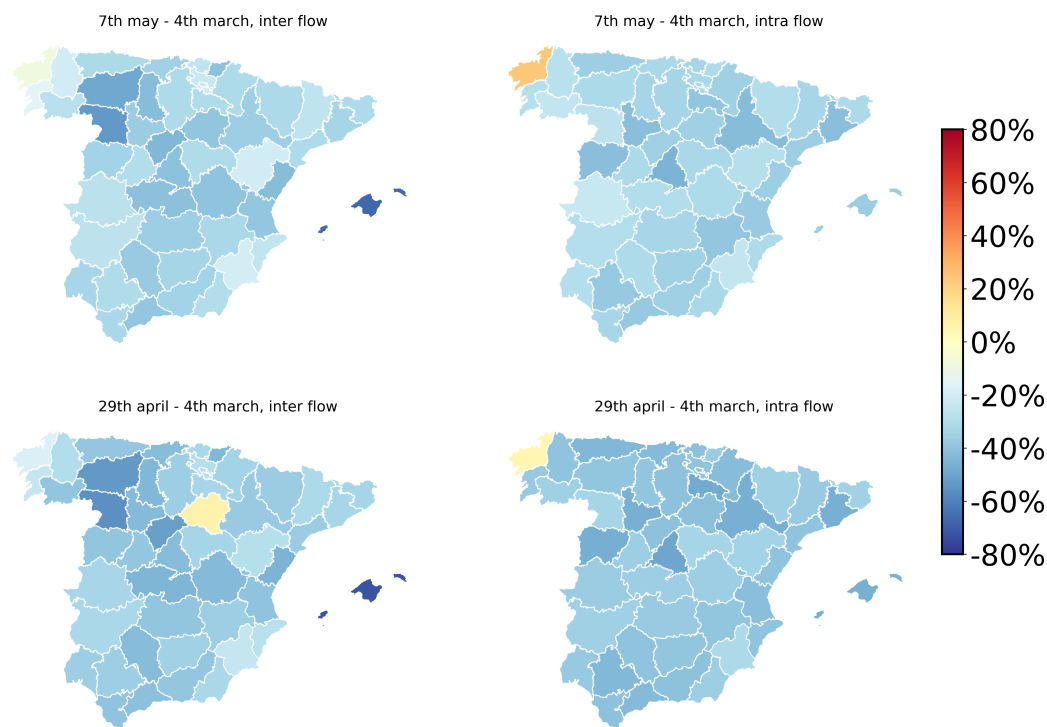 7th may - 4th march, inter flow
7th may - 4th march, intra flow
80%
60%
40%
20%
0%
-20%
-40%
-60%
-80%
29th april - 4th march, inter flow
29th april - 4th march, intra flow